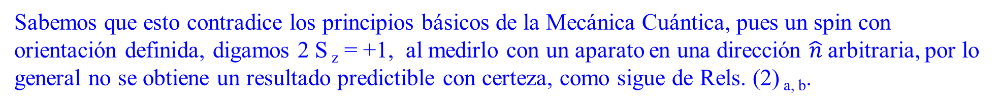 Sabemos que esto contradice los principios básicos de la Mecánica Cuántica, pues un spin con
orientación definida, digamos 2 S z = +1, al medirlo con un aparato en una dirección n̂ arbitraria, por lo
general no se obtiene un resultado predictible con certeza, como sigue de Rels. (2) a, b.